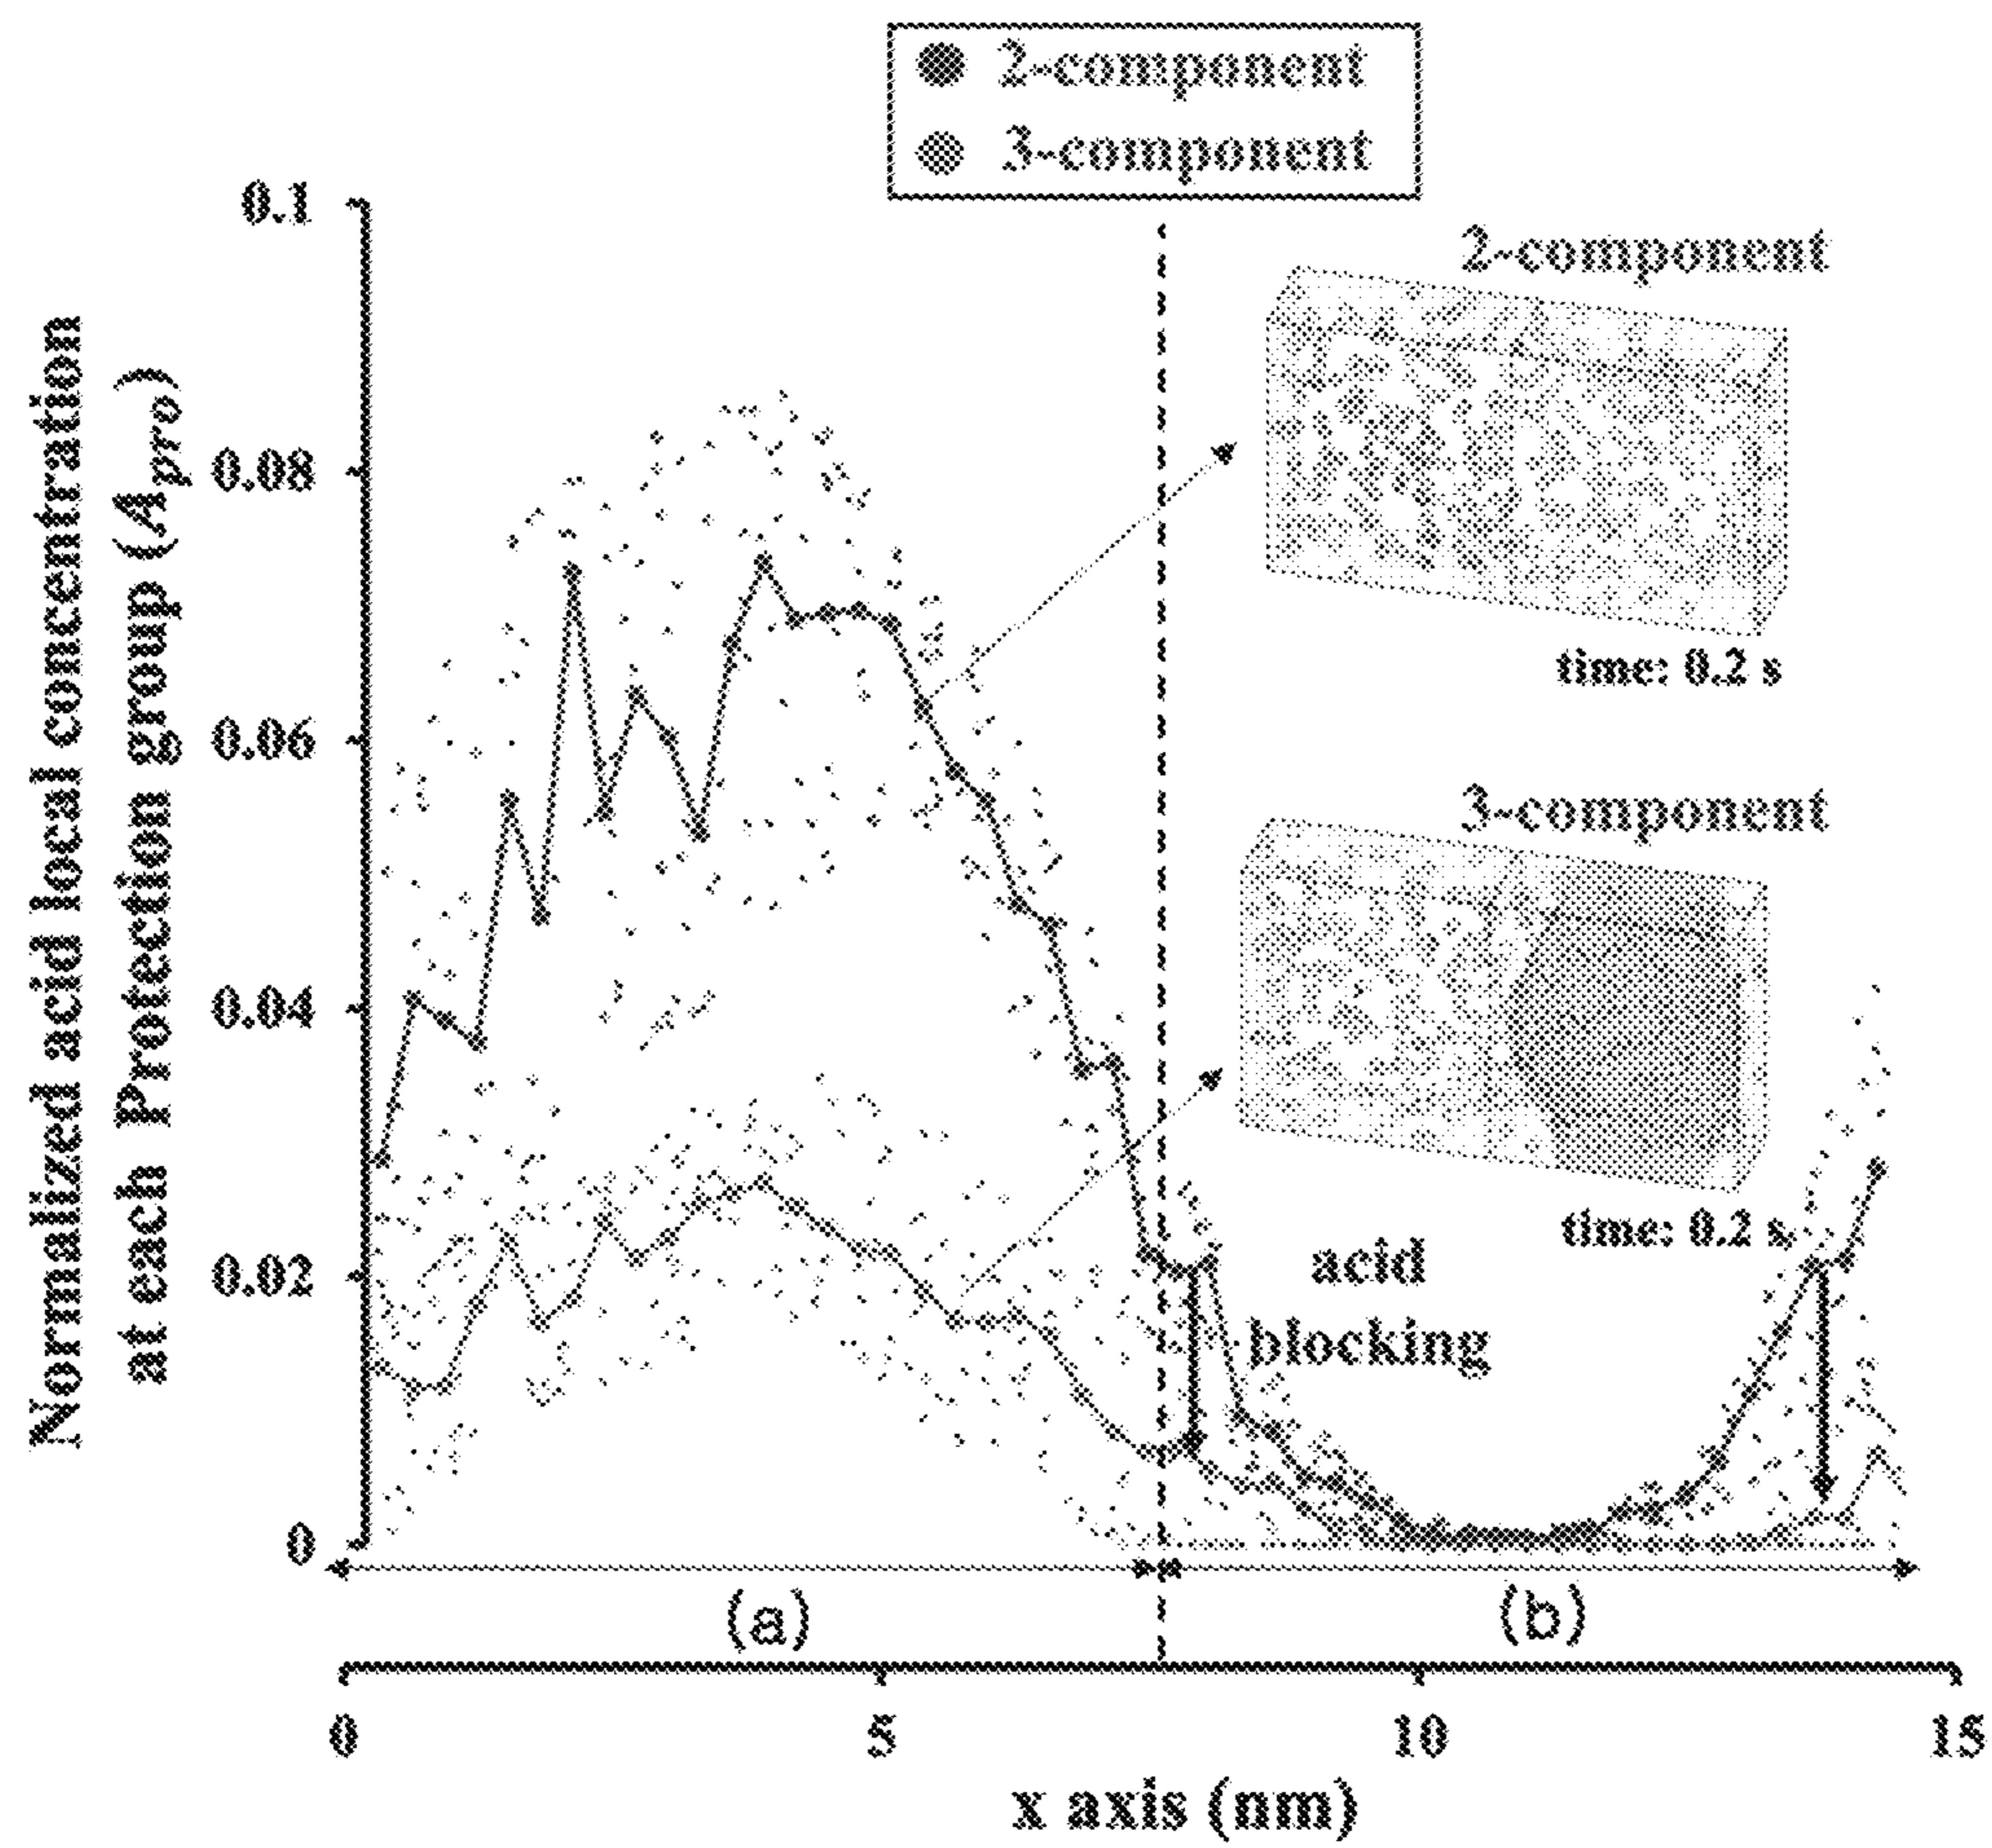 2-component
3-component
Normalized acid local concentration
at each Protection group (Apro)
0.1
0.08
0.06
0.04
0.02
0
2-component
time: 0.2 s
3-component
time: 0.2 s
acid
blocking
(a)
(b)
0
5
10
15
x axis (nm)